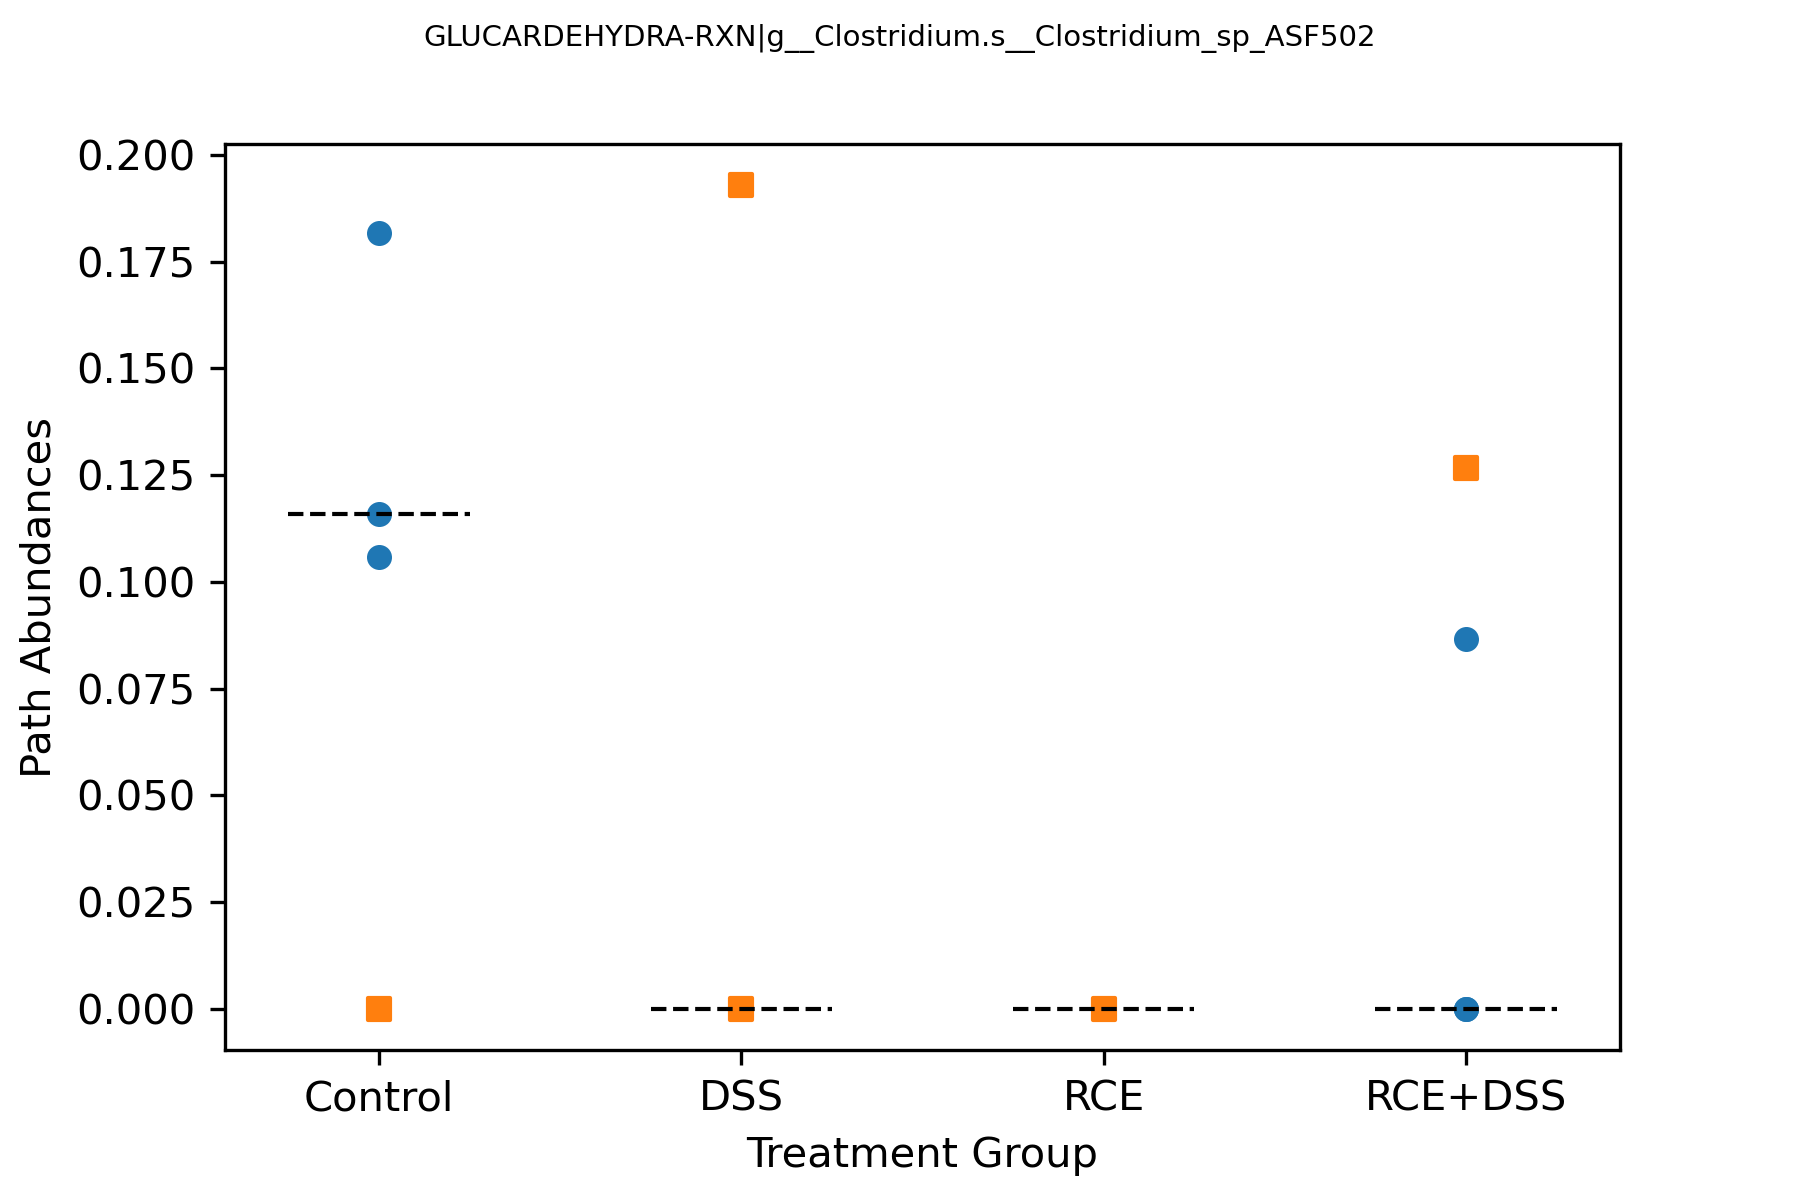 GLUCARDEHYDRA-RXN|g__Clostridium.s__Clostridium_sp_ASF502
0.200
0.175
0.150
0.125
0.100
0.075
0.050
0.025
0.000
Path Abundances
Control DSS RCE RCE+DSS
Treatment Group